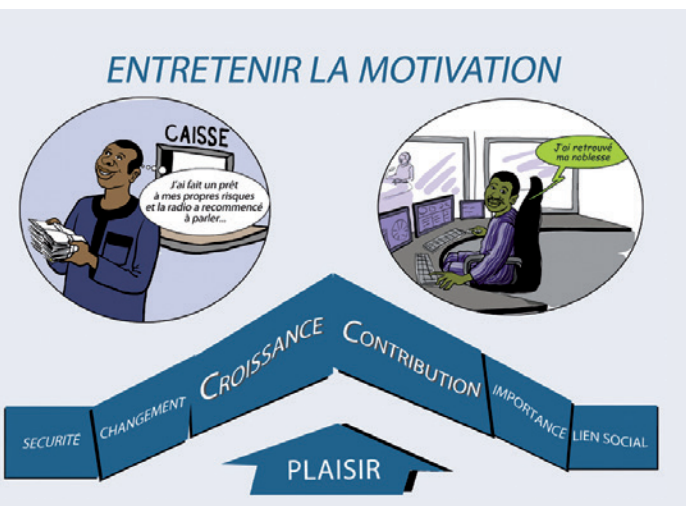 ENTRETENIR LA MOTIVATION
CAISSE
J'ai fait un prêt
à mes propres risques
et la radio a recommencé
à parler...
J'ai retrouvé
ma noblesse
SECURITÉ
CHANGEMENT
CROISSANCE
CONTRIBUTION
IMPORTANCE
LIEN SOCIAL
PLAISIR